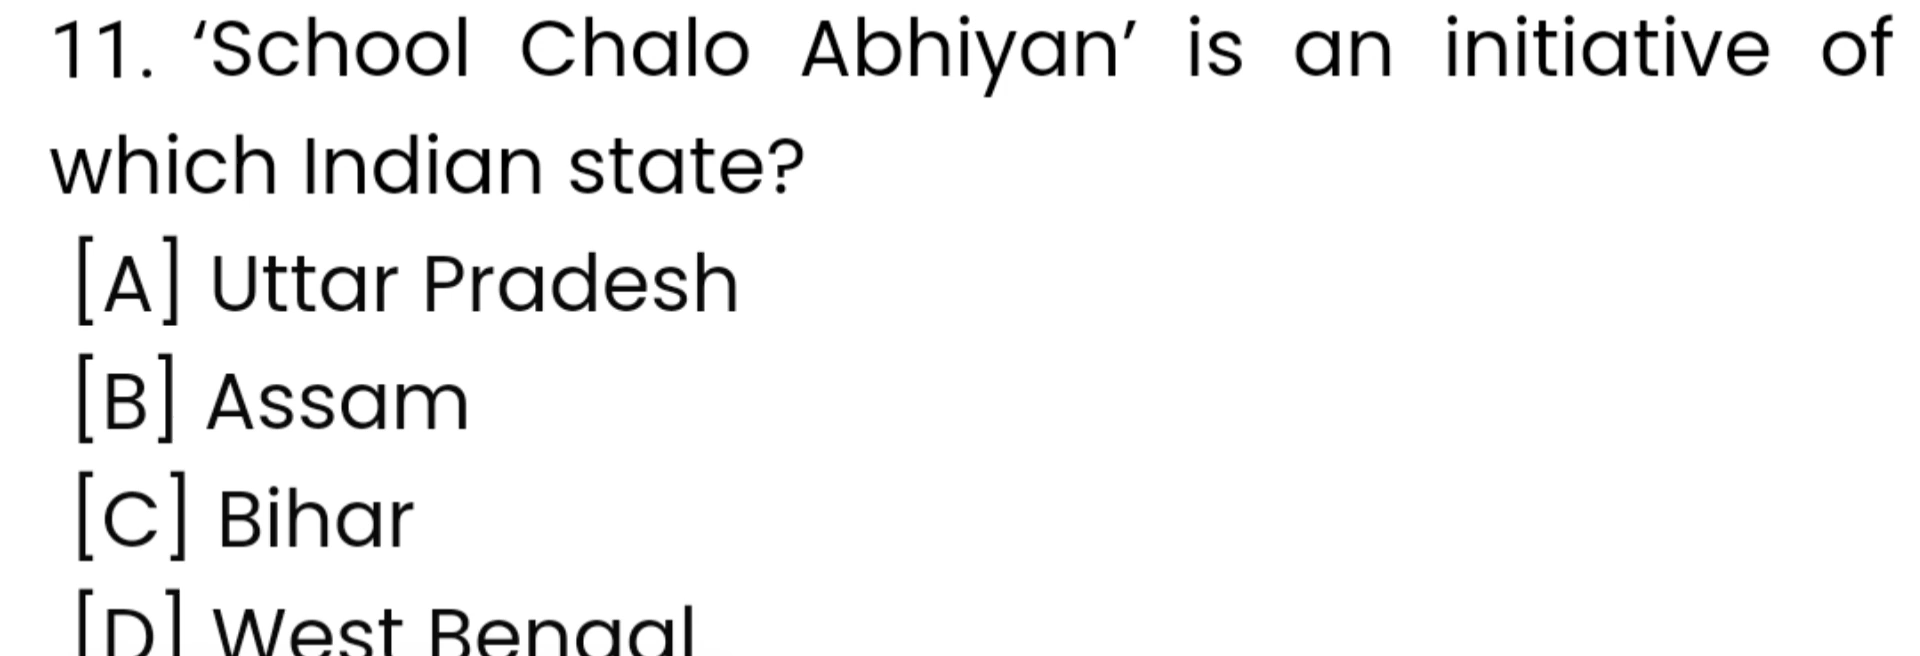 11. ‘School Chalo Abhiyan’ is an initiative of
which Indian state?
[A] Uttar Pradesh
[B] Assam
[C] Bihar
[D] West Bengal